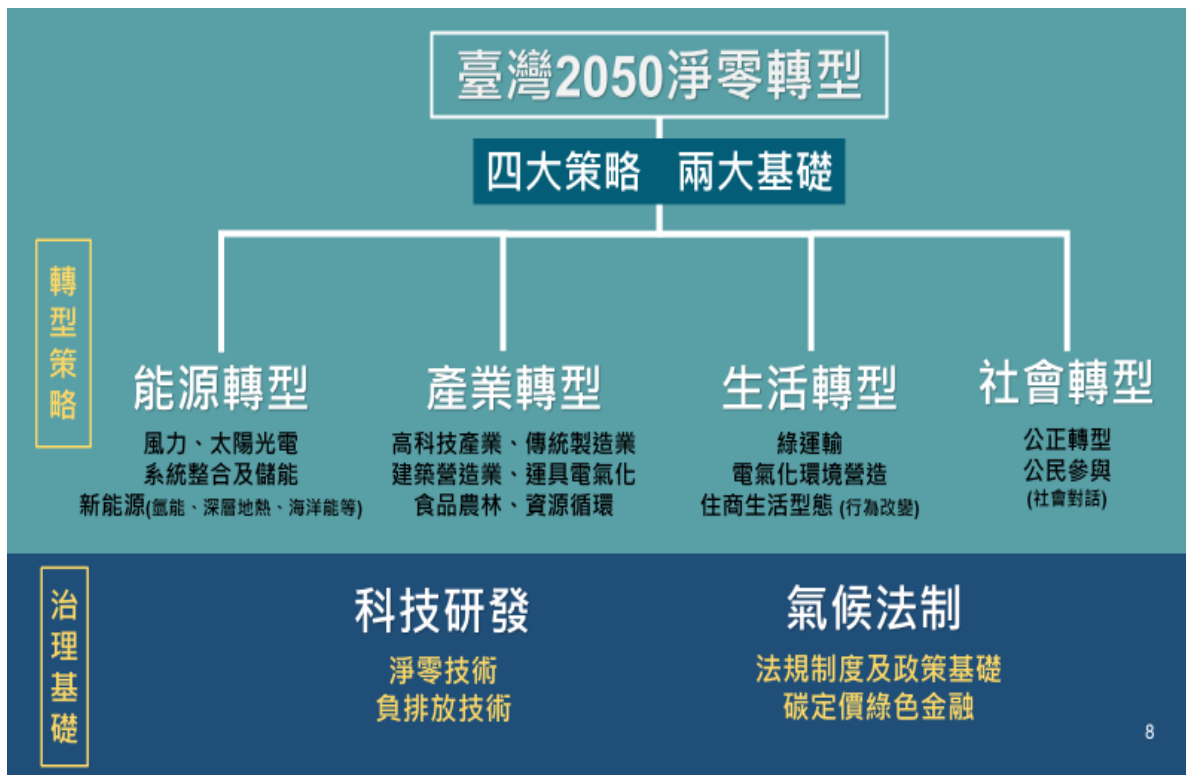 臺灣2050淨零轉型
四大策略 兩大基礎
轉型策略
能源轉型
風力、太陽光電
系統整合及儲能
新能源(氫能、深層地熱、海洋能等)
產業轉型
高科技產業、傳統製造業
建築營造業、運具電氣化
食品農林、資源循環
生活轉型
綠運輸
電氣化環境營造
住商生活型態 (行為改變)
社會轉型
公正轉型
公民參與
(社會對話)
治理基礎
科技研發
淨零技術
負排放技術
氣候法制
法規制度及政策基礎
碳定價綠色金融
8